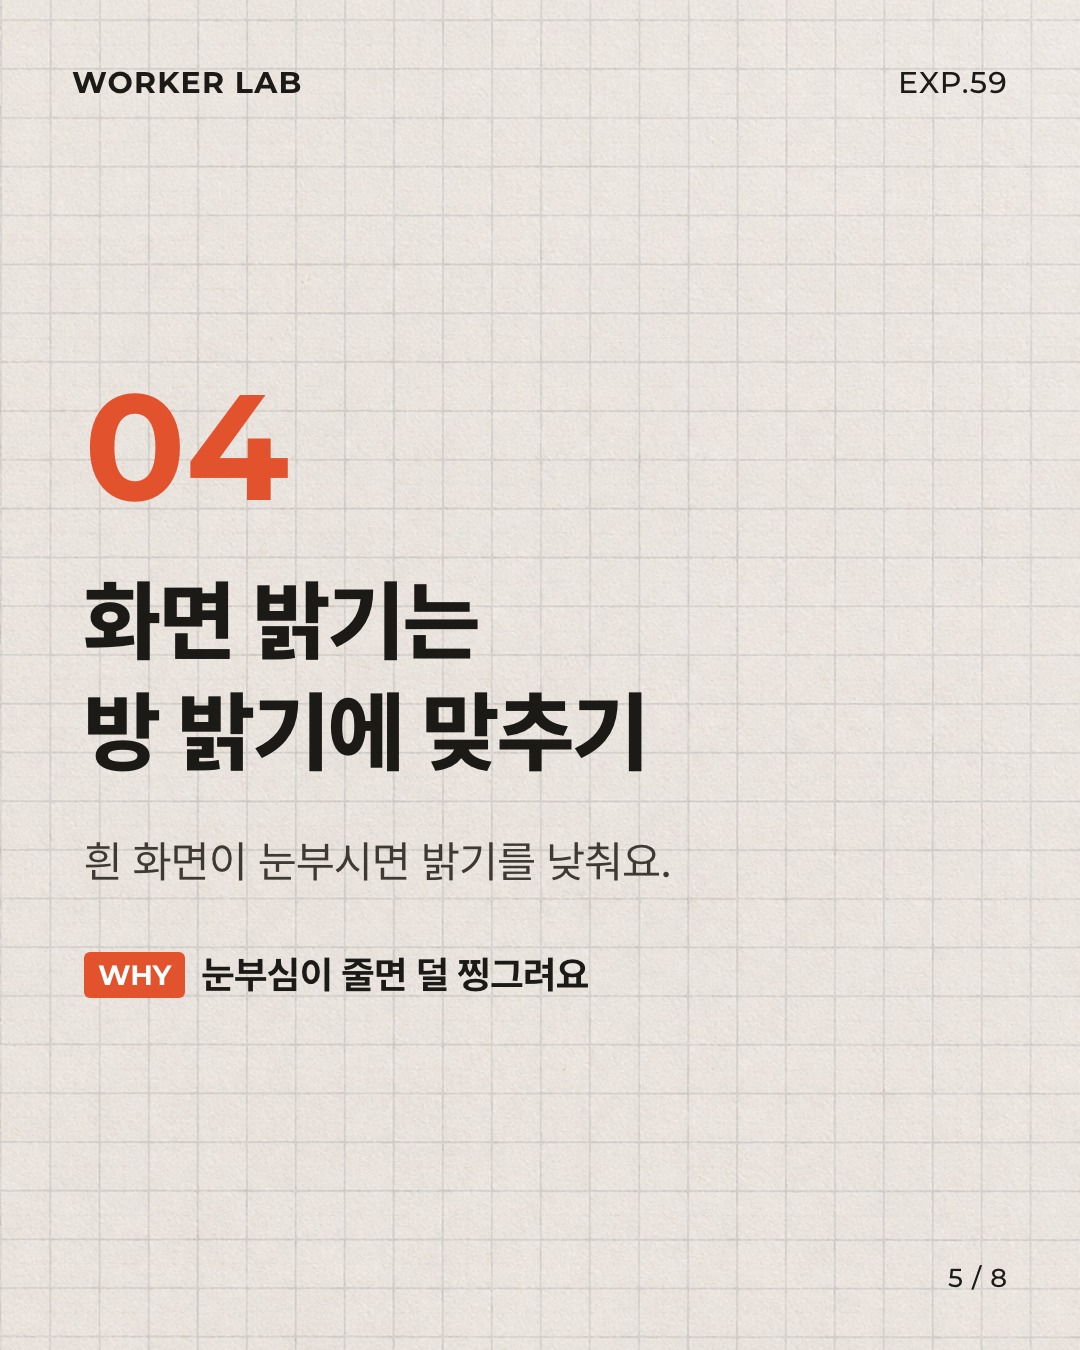 WORKER LAB
EXP.59
04
화면 밝기는
방 밝기에 맞추기
흰 화면이 눈부시면 밝기를 낮춰요.
WHY 눈부심이 줄면 덜 찡그려요
5 / 8